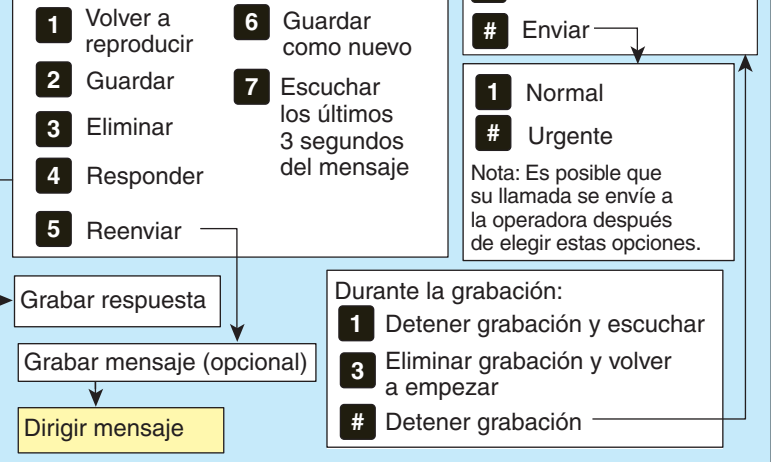 1 Volver a
reproducir
2 Guardar
3 Eliminar
4 Responder
5 Reenviar
6 Guardar
como nuevo
7 Escuchar
los últimos
3 segundos
del mensaje
# Enviar
1 Normal
# Urgente
Nota: Es posible que
su llamada se envíe a
la operadora después
de elegir estas opciones.
Grabar respuesta
Grabar mensaje (opcional)
Dirigir mensaje
Durante la grabación:
1 Detener grabación y escuchar
3 Eliminar grabación y volver
a empezar
# Detener grabación